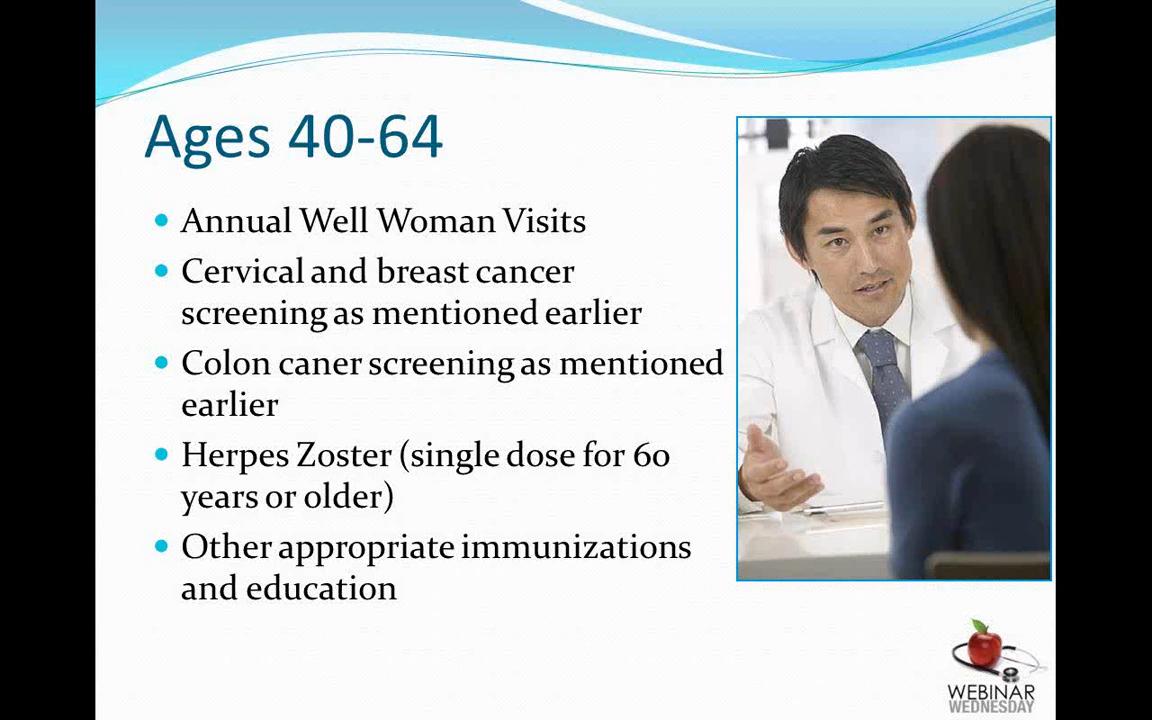 Ages 40-64
Annual Well Woman Visits
Cervical and breast cancer
screening as mentioned earlier
Colon caner screening as mentioned
earlier
Herpes Zoster (single dose for 60
years or older)
Other appropriate immunizations
and education
WEBINAR
WEDNESDAY